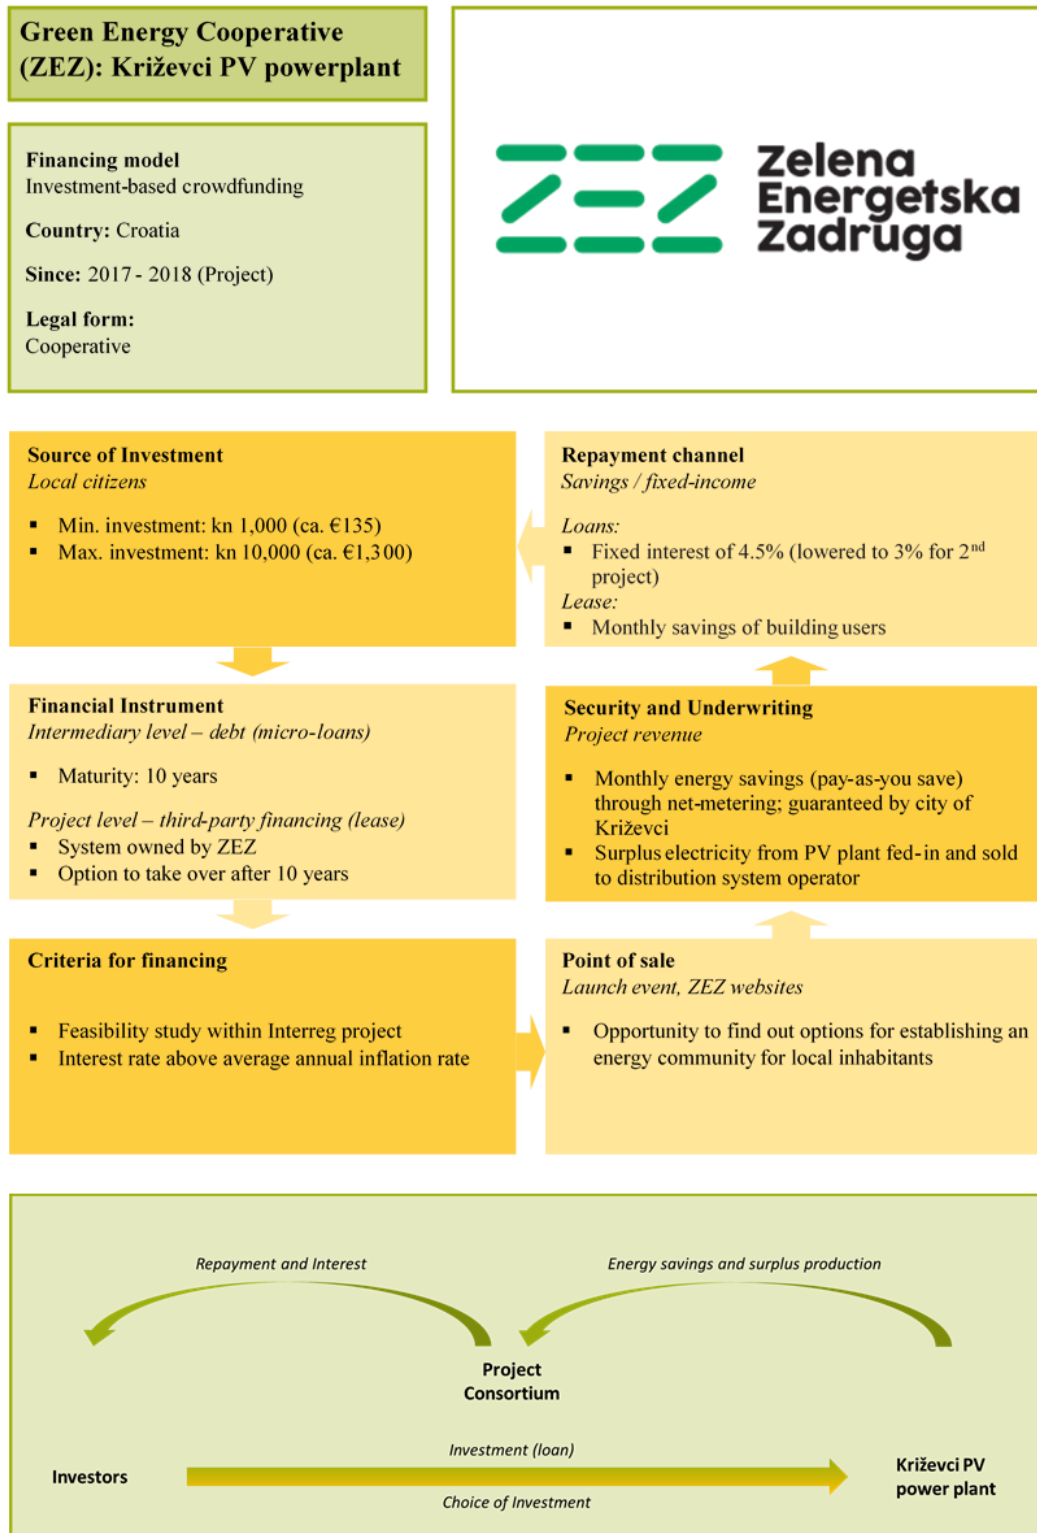 Green Energy Cooperative
(ZEZ): Križevci PV powerplant
Financing model
Investment-based crowdfunding
Country: Croatia
Since: 2017 - 2018 (Project)
Legal form:
Cooperative
ZEZ
Zelena
Energetska
Zadruga
Source of Investment
Local citizens
▪ Min. investment: kn 1,000 (ca. €135)
▪ Max. investment: kn 10,000 (ca. €1,300)
Repayment channel
Savings / fixed-income
Loans:
▪ Fixed interest of 4.5% (lowered to 3% for 2nd
project)
Lease:
▪ Monthly savings of building users
Financial Instrument
Intermediary level – debt (micro-loans)
▪ Maturity: 10 years
Project level – third-party financing (lease)
▪ System owned by ZEZ
▪ Option to take over after 10 years
Security and Underwriting
Project revenue
▪ Monthly energy savings (pay-as-you save)
through net-metering; guaranteed by city of
Križevci
▪ Surplus electricity from PV plant fed-in and sold
to distribution system operator
Criteria for financing
▪ Feasibility study within Interreg project
▪ Interest rate above average annual inflation rate
Point of sale
Launch event, ZEZ websites
▪ Opportunity to find out options for establishing an
energy community for local inhabitants
Repayment and Interest
Energy savings and surplus production
Project
Consortium
Investment (loan)
Investors
Križevci PV
power plant
Choice of Investment